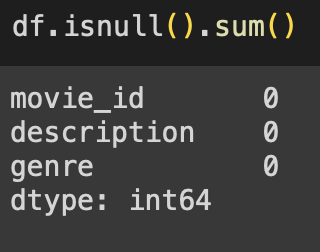 df.isnull().sum()
movie_id 0
description 0
genre 0
dtype: int64